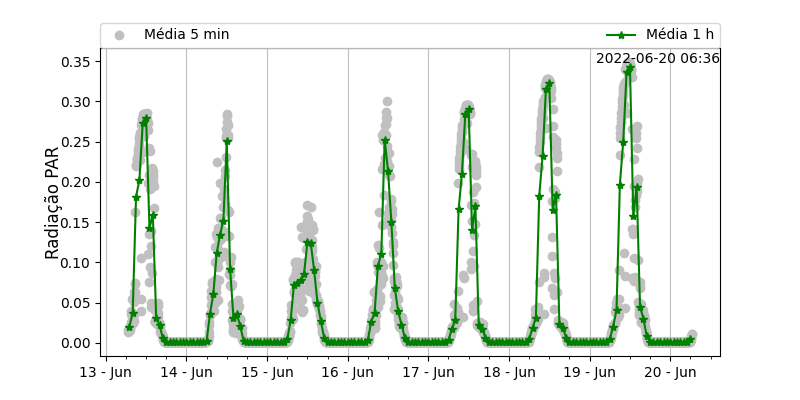 Média 5 min
Média 1 h
2022-06-20 06:36
Radiação PAR
0.35
0.30
0.25
0.20
0.15
0.10
0.05
0.00
13 - Jun
14 - Jun
15 - Jun
16 - Jun
17 - Jun
18 - Jun
19 - Jun
20 - Jun